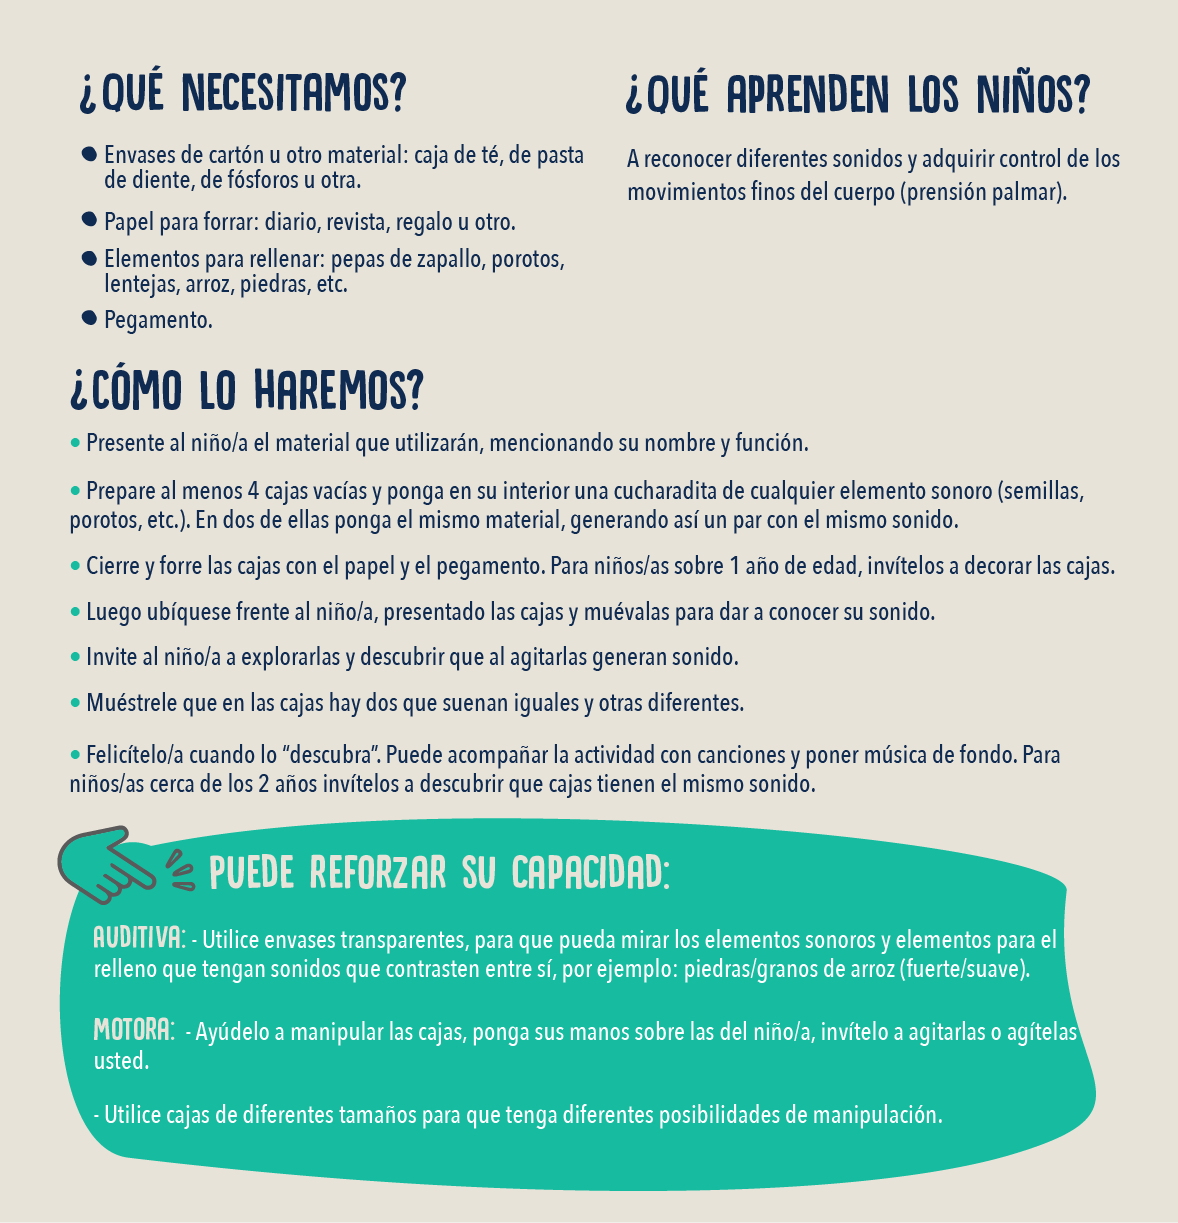 ¿QUÉ NECESITAMOS?
• Envases de cartón u otro material: caja de té, de pasta
de diente, de fósforos u otra.
• Papel para forrar: diario, revista, regalo u otro.
• Elementos para rellenar: pepas de zapallo, porotos,
lentejas, arroz, piedras, etc.
• Pegamento.
¿QUÉ APRENDEN LOS NIÑOS?
A reconocer diferentes sonidos y adquirir control de los
movimientos finos del cuerpo (prensión palmar).
¿CÓMO LO HAREMOS?
• Presente al niño/a el material que utilizarán, mencionando su nombre y función.
• Prepare al menos 4 cajas vacías y ponga en su interior una cucharadita de cualquier elemento sonoro (semillas,
porotos, etc.). En dos de ellas ponga el mismo material, generando así un par con el mismo sonido.
• Cierre y forre las cajas con el papel y el pegamento. Para niños/as sobre 1 año de edad, invítelos a decorar las cajas.
• Luego ubíquese frente al niño/a, presentado las cajas y muévalas para dar a conocer su sonido.
• Invite al niño/a a explorarlas y descubrir que al agitarlas generan sonido.
• Muéstrele que en las cajas hay dos que suenan iguales y otras diferentes.
• Felicítelo/a cuando lo “descubra”. Puede acompañar la actividad con canciones y poner música de fondo. Para
niños/as cerca de los 2 años invítelos a descubrir que cajas tienen el mismo sonido.
PUEDE REFORZAR SU CAPACIDAD:
AUDITIVA: - Utilice envases transparentes, para que pueda mirar los elementos sonoros y elementos para el
relleno que tengan sonidos que contrasten entre sí, por ejemplo: piedras/granos de arroz (fuerte/suave).
MOTORA: - Ayúdelo a manipular las cajas, ponga sus manos sobre las del niño/a, invítelo a agitarlas o agítelas
usted.
- Utilice cajas de diferentes tamaños para que tenga diferentes posibilidades de manipulación.